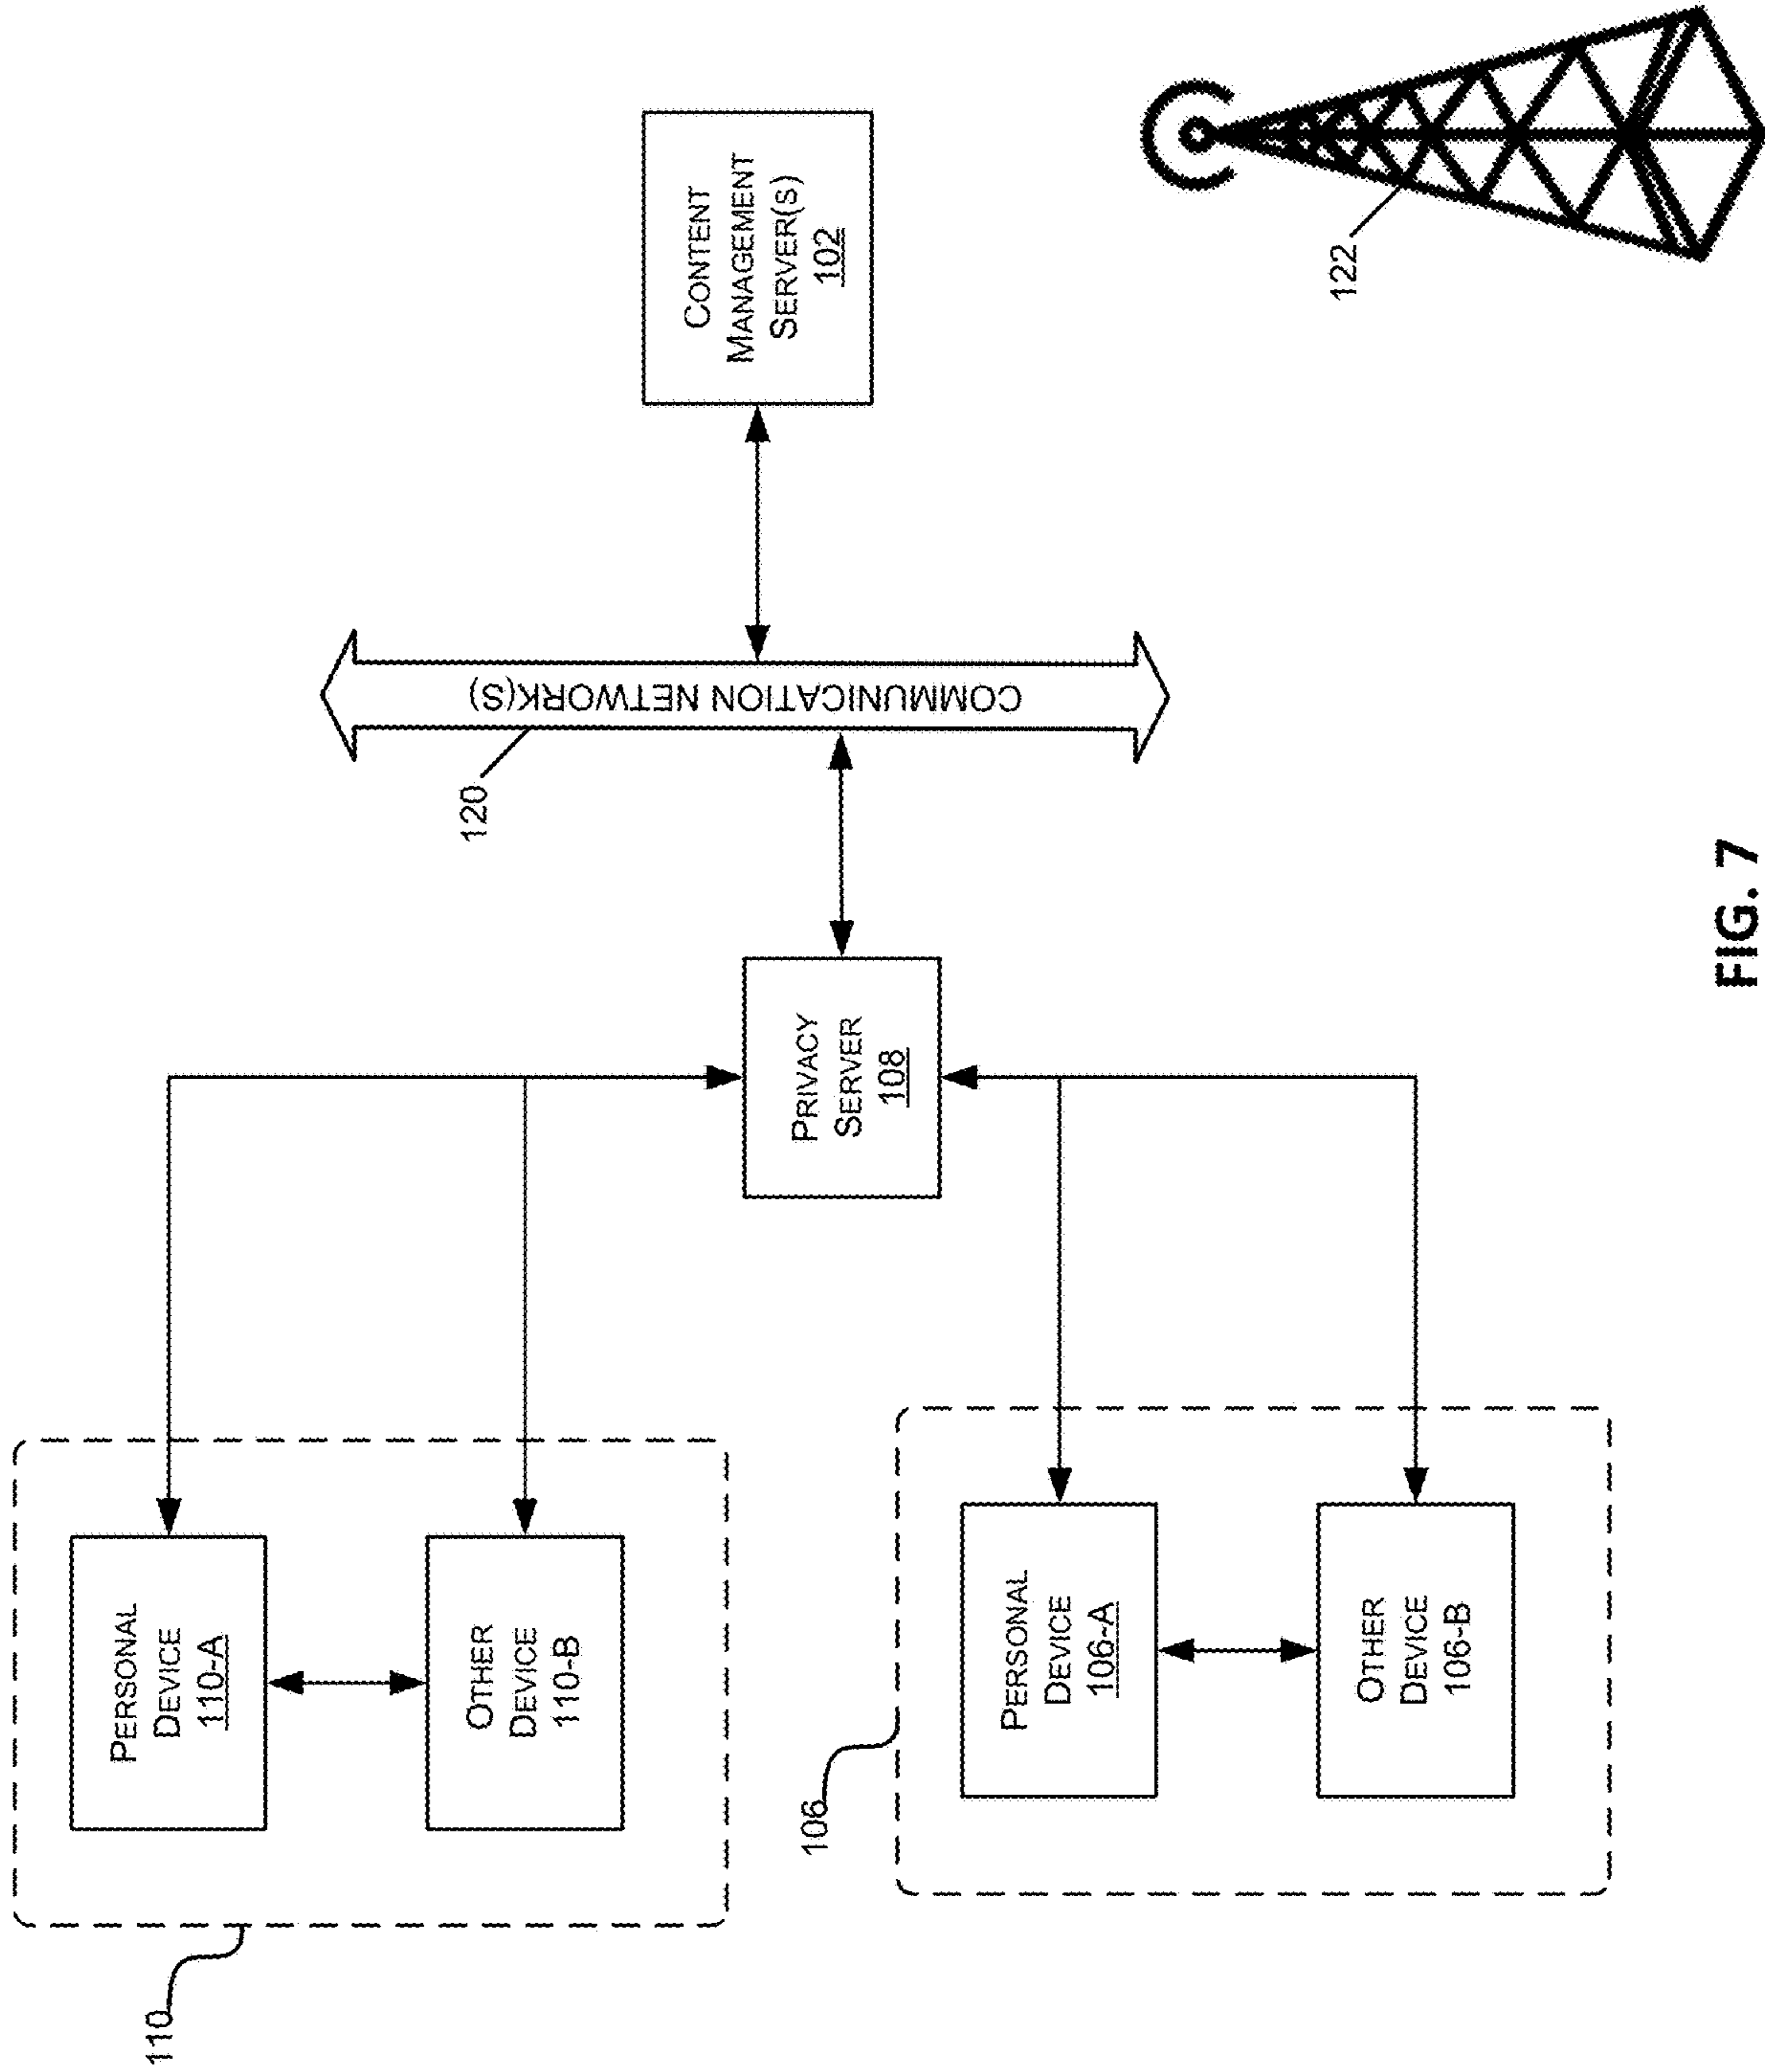 110
PERSONAL
DEVICE
110-A
OTHER
DEVICE
110-B
106
PERSONAL
DEVICE
106-A
OTHER
DEVICE
106-B
PRIVACY
SERVER
108
120
COMMUNICATION NETWORK(S)
CONTENT
MANAGEMENT
SERVER(S)
102
122
FIG. 7